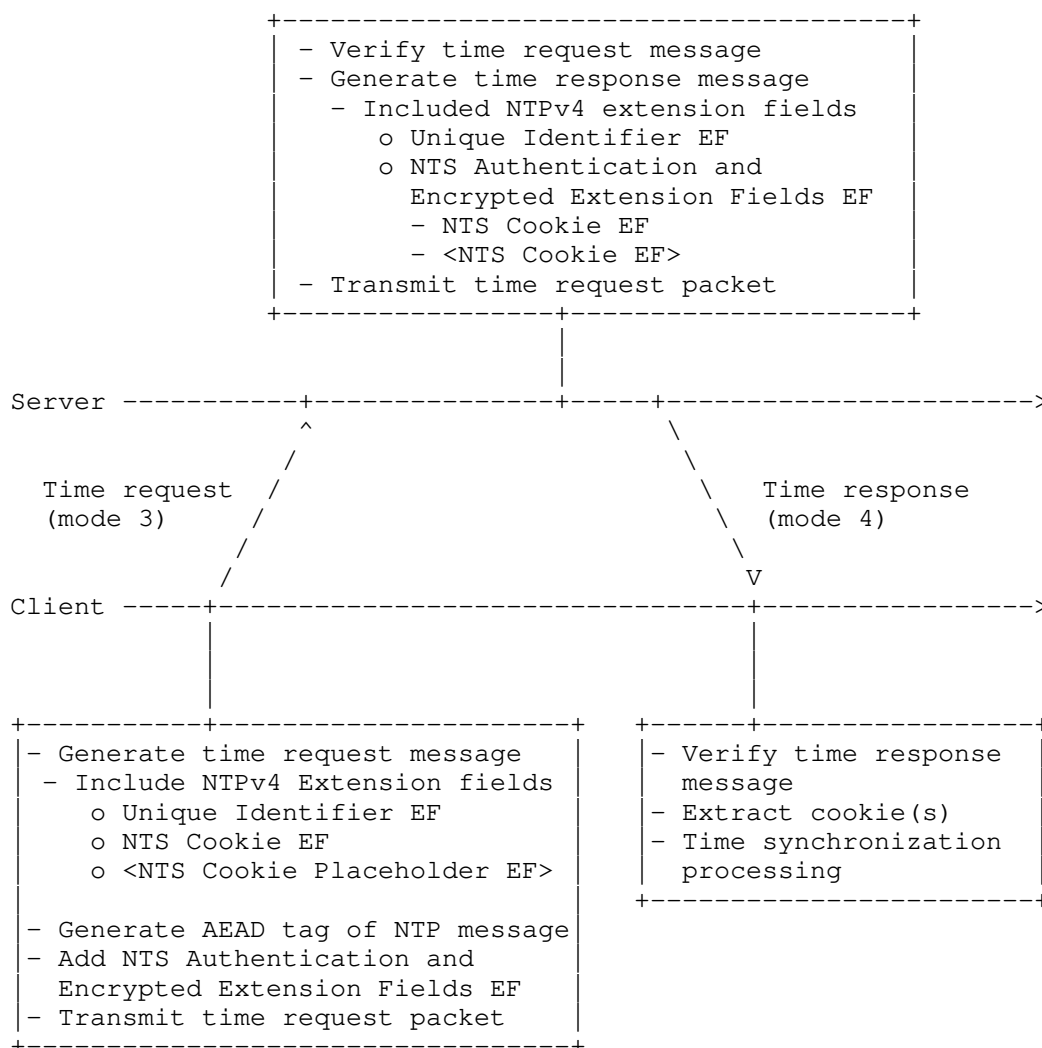 - Verify time request message
- Generate time response message
- Included NTPv4 extension fields
o Unique Identifier EF
o NTS Authentication and
Encrypted Extension Fields EF
- NTS Cookie EF
- <NTS Cookie EF>
- Transmit time request packet
Server
Time request
(mode 3)
Time response
(mode 4)
Client
- Generate time request message
- Include NTPv4 Extension fields
o Unique Identifier EF
o NTS Cookie EF
o <NTS Cookie Placeholder EF>
- Generate AEAD tag of NTP message
- Add NTS Authentication and
Encrypted Extension Fields EF
- Transmit time request packet
- Verify time response
message
- Extract cookie(s)
- Time synchronization
processing